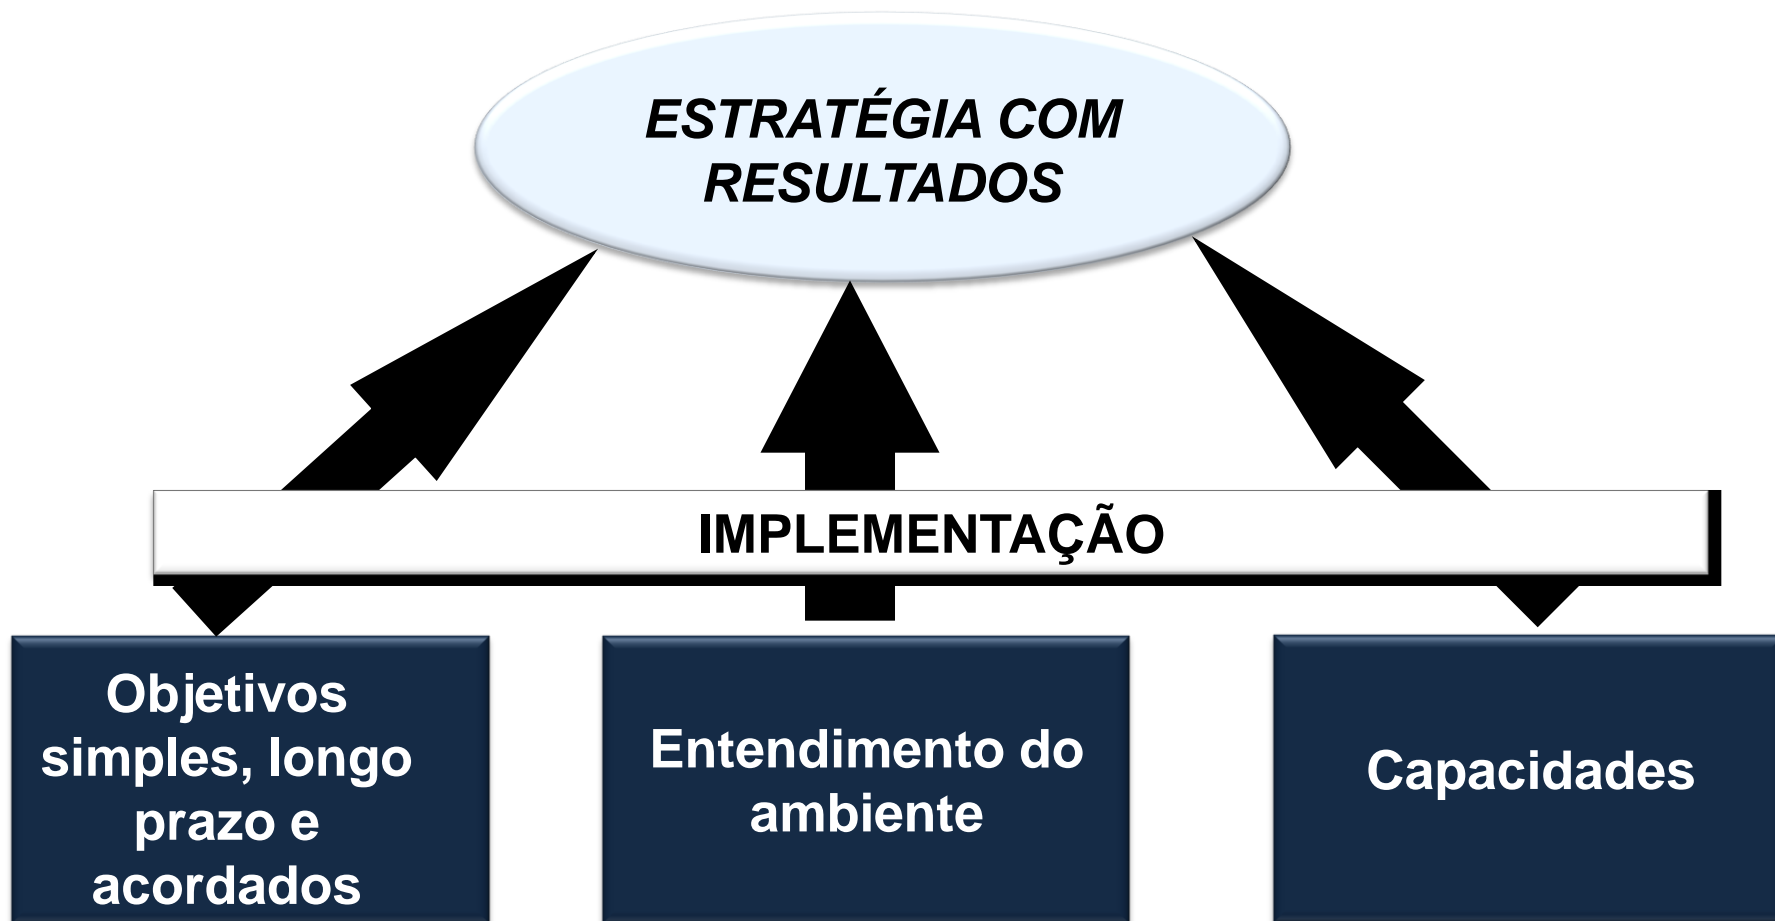 ESTRATÉGIA COM
RESULTADOS
IMPLEMENTAÇÃO
Objetivos
simples, longo
prazo e
acordados
Entendimento do
ambiente
Capacidades